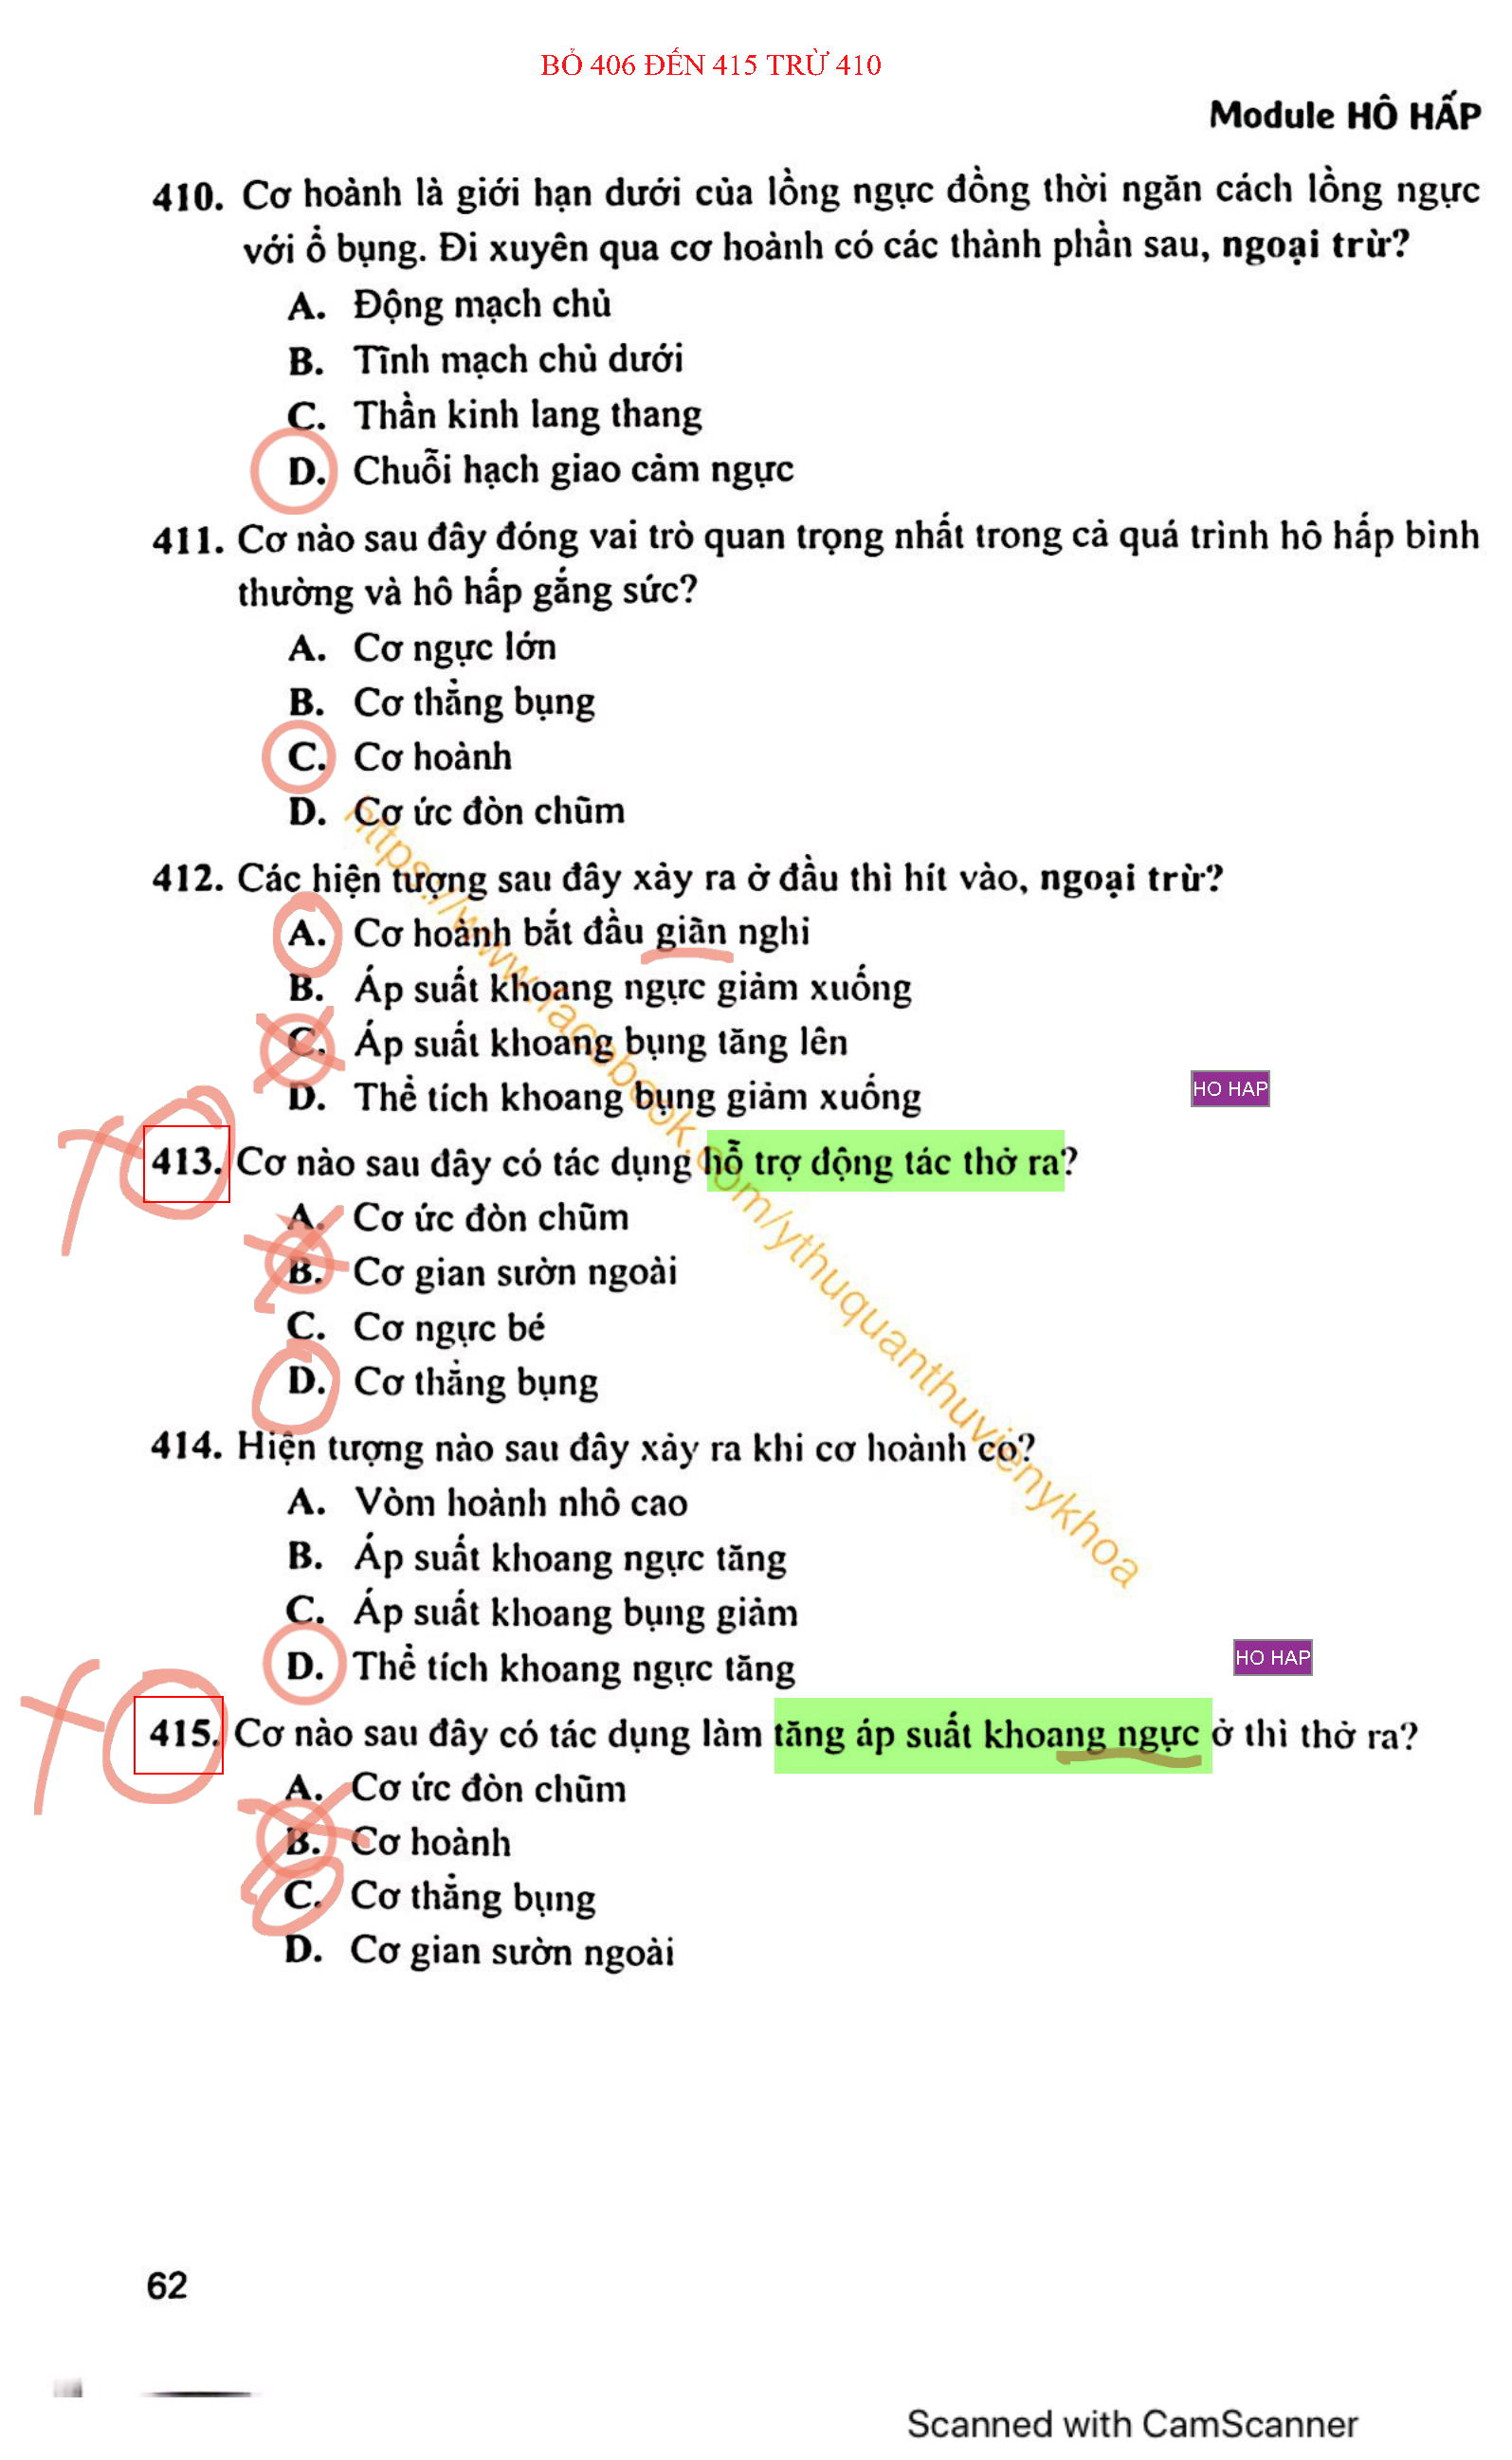 BỎ 406 ĐẾN 415 TRỪ 410
Module HÔ HẤP
410. Cơ hoành là giới hạn dưới của lồng ngực đồng thời ngăn cách lồng ngực
với ổ bụng. Đi xuyên qua cơ hoành có các thành phần sau, ngoại trừ?
A. Động mạch chủ
B. Tĩnh mạch chủ dưới
C. Thần kinh lang thang
D. Chuỗi hạch giao cảm ngực
411. Cơ nào sau đây đóng vai trò quan trọng nhất trong cả quá trình hô hấp bình
thường và hô hấp gắng sức?
A. Cơ ngực lớn
B. Cơ thẳng bụng
C. Cơ hoành
D. Cơ ức đòn chũm
412. Các hiện tượng sau đây xảy ra ở đầu thì hít vào, ngoại trừ?
A. Cơ hoành bắt đầu giãn nghi
B. Áp suất khoang ngực giảm xuống
C. Áp suất khoang bụng tăng lên
D. Thể tích khoang bụng giảm xuống
HO HAP
413. Cơ nào sau đây có tác dụng hỗ trợ động tác thở ra?
A. Cơ ức đòn chũm
B. Cơ gian sườn ngoài
C. Cơ ngực bé
D. Cơ thẳng bụng
414. Hiện tượng nào sau đây xảy ra khi cơ hoành co?
A. Vòm hoành nhô cao
B. Áp suất khoang ngực tăng
C. Áp suất khoang bụng giảm
D. Thể tích khoang ngực tăng
HO HAP
415. Cơ nào sau đây có tác dụng làm tăng áp suất khoang ngực ở thì thở ra?
A. Cơ ức đòn chũm
B. Cơ hoành
C. Cơ thẳng bụng
D. Cơ gian sườn ngoài
https://www.facebook.com/ythuquanthuvienykhoa
62
Scanned with CamScanner